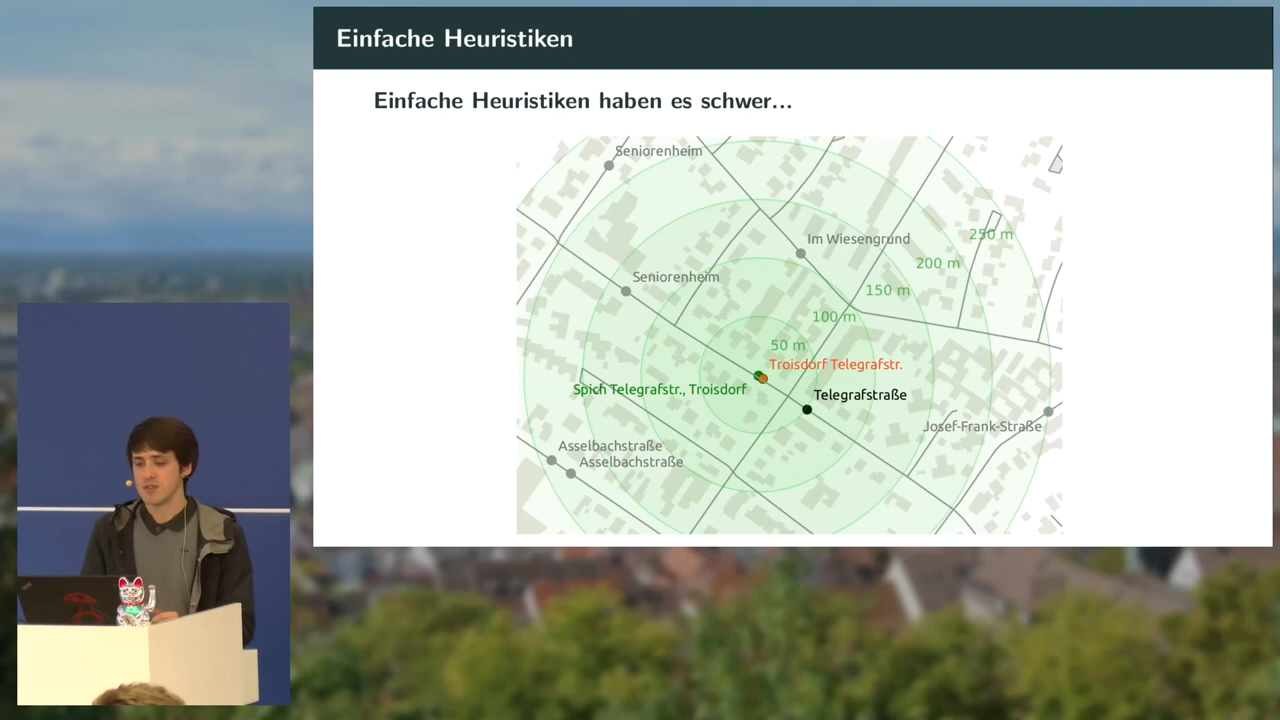 Einfache Heuristiken
Einfache Heuristiken haben es schwer...
Seniorenheim
Im Wiesengrund
250 m
200 m
Seniorenheim
150 m
100 m
50 m
Troisdorf Telegrafstr.
Spich Telegrafstr., Troisdorf
Telegrafstraße
Josef-Frank-Straße
Asselbachstraße
Asselbachstraße